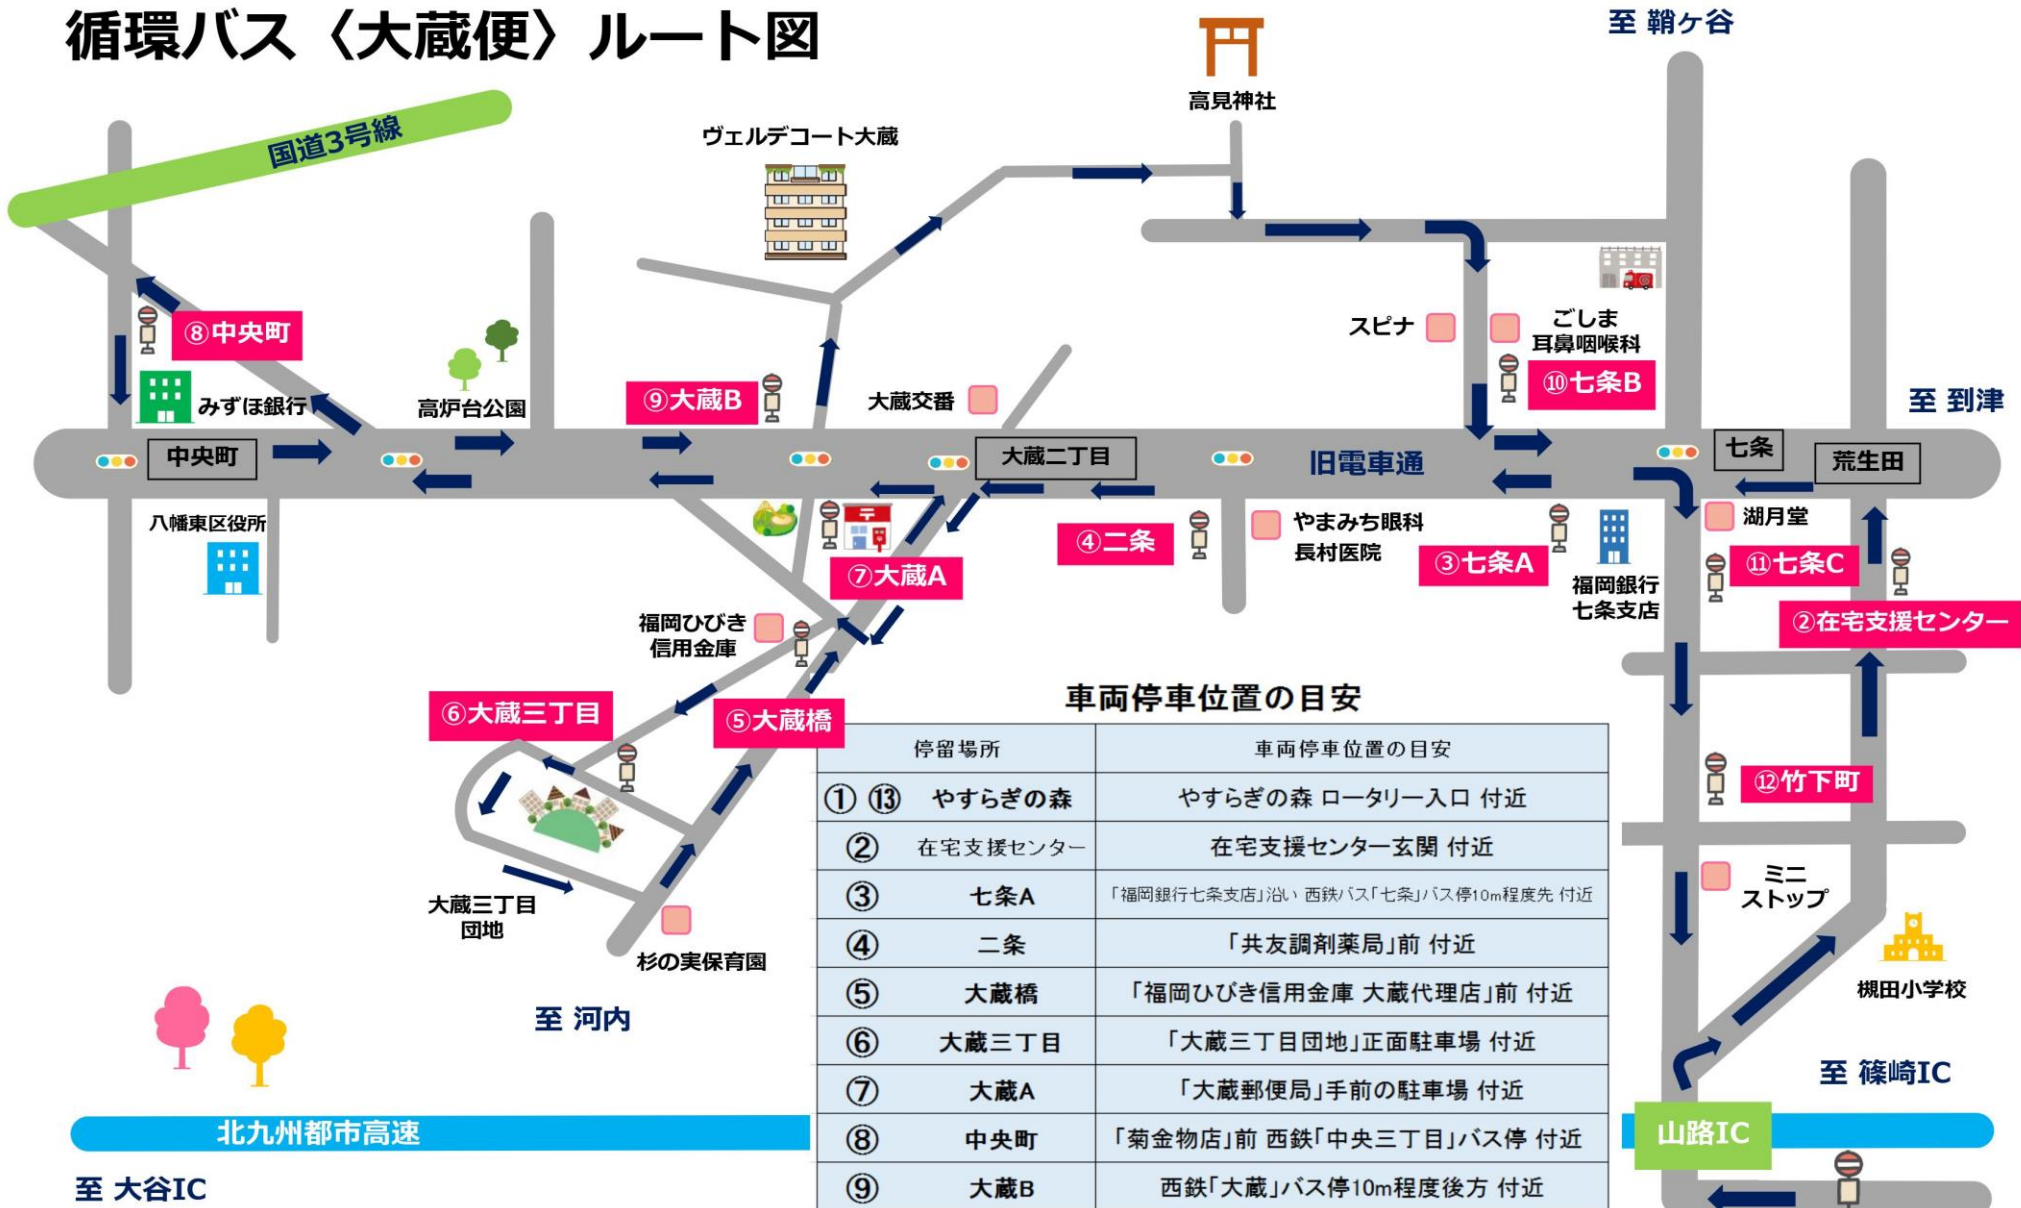 循環バス〈大蔵便〉ルート図
至 鞘ヶ谷
高見神社
国道3号線
ヴェルデコート大蔵
⑧中央町
みずほ銀行
高炉台公園
⑨大蔵B
大蔵交番
スピナ
ごしま
耳鼻咽喉科
⑩七条B
至 到津
中央町
大蔵二丁目
旧電車通
七条
荒生田
八幡東区役所
〒
⑦大蔵A
④二条
やまみち眼科
長村医院
③七条A
福岡銀行
七条支店
湖月堂
⑪七条C
②在宅支援センター
福岡ひびき
信用金庫
⑥大蔵三丁目
⑤大蔵橋
大蔵三丁目
団地
杉の実保育園
至 河内
⑫竹下町
ミニ
ストップ
槻田小学校
至 篠崎IC
北九州都市高速
山路IC
至 大谷IC
車両停車位置の目安
停留場所 車両停車位置の目安
① ⑬ やすらぎの森 やすらぎの森 ロータリー入口 付近
② 在宅支援センター 在宅支援センター玄関 付近
③ 七条A 「福岡銀行七条支店」沿い 西鉄バス「七条」バス停10m程度先 付近
④ 二条 「共友調剤薬局」前 付近
⑤ 大蔵橋 「福岡ひびき信用金庫 大蔵代理店」前 付近
⑥ 大蔵三丁目 「大蔵三丁目団地」正面駐車場 付近
⑦ 大蔵A 「大蔵郵便局」手前の駐車場 付近
⑧ 中央町 「菊金物店」前 西鉄「中央三丁目」バス停 付近
⑨ 大蔵B 西鉄「大蔵」バス停10m程度後方 付近